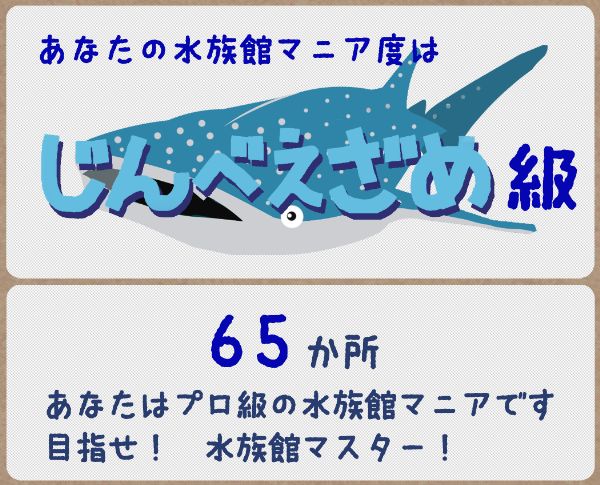 あなたの水族館マニア度は
じんべえざめ級
65か所
あなたはプロ級の水族館マニアです
目指せ！　水族館マスター！